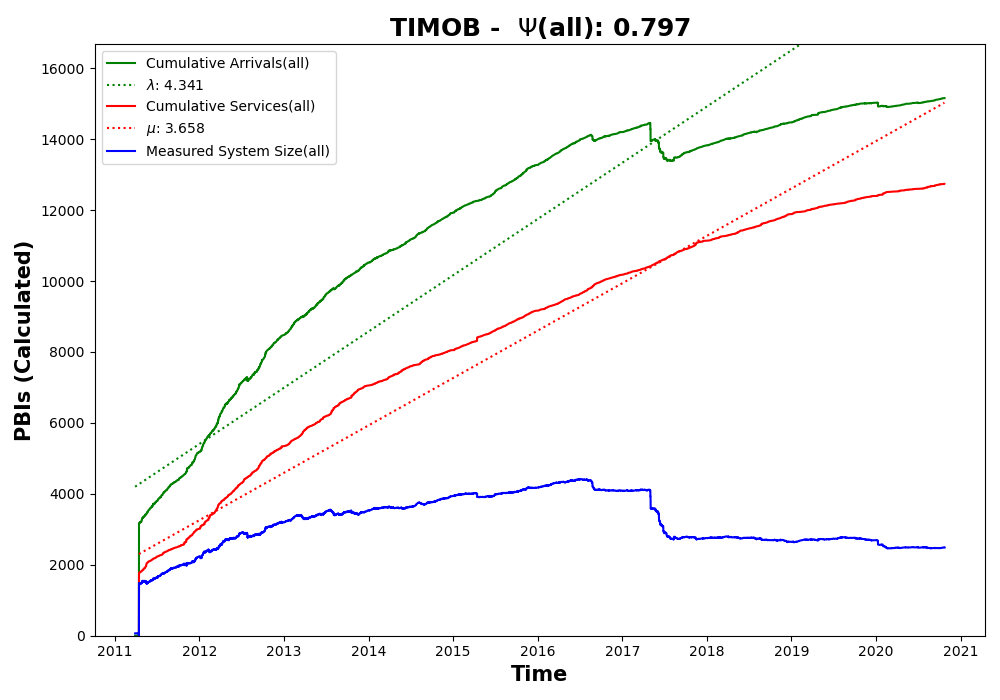 TIMOB - Ψ(all): 0.797
Cumulative Arrivals(all)
λ: 4.341
Cumulative Services(all)
μ: 3.658
Measured System Size(all)
PBIs (Calculated)
16000
14000
12000
10000
8000
6000
4000
2000
0
2011 2012 2013 2014 2015 2016 2017 2018 2019 2020 2021
Time